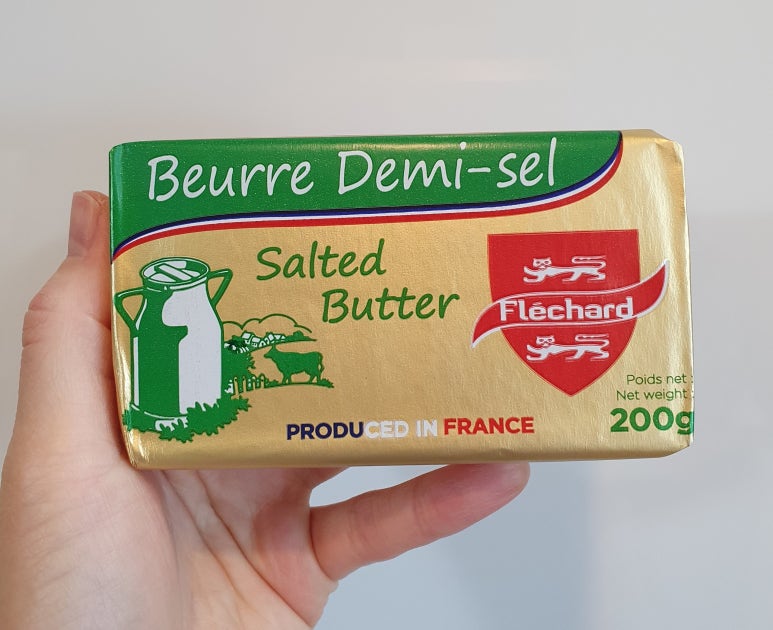 Beurre Demi-sel
Salted
Butter
Fléchard
PRODUCED IN FRANCE
Poids net :
Net weight :
200g